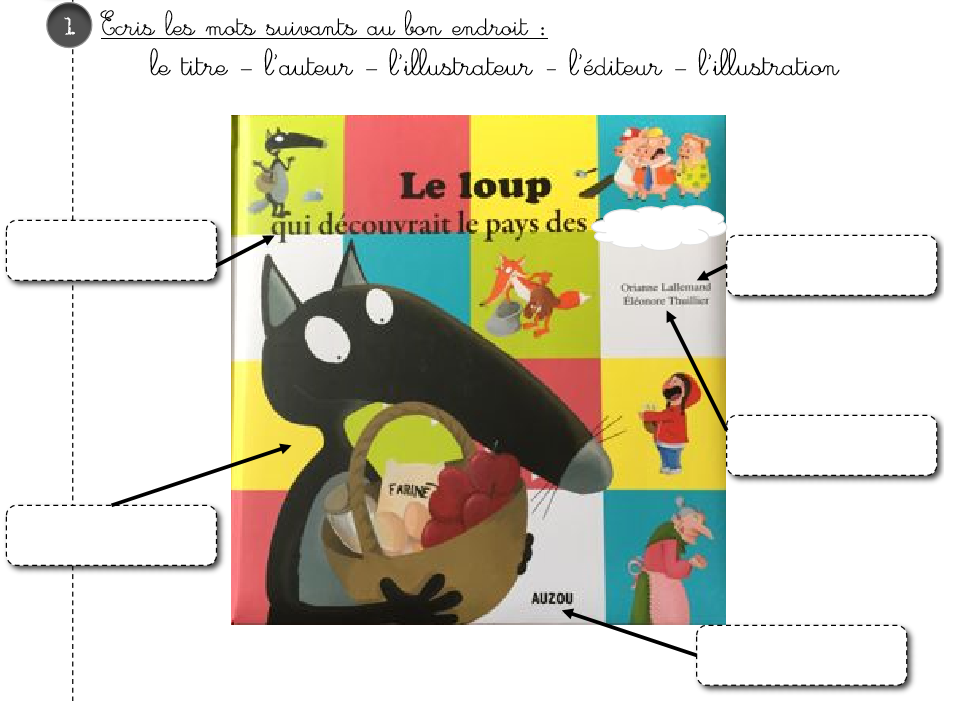 1 Ecris les mots suivants au bon endroit :
le titre – l'auteur – l'illustrateur – l'éditeur – l'illustration
Le loup
qui découvrait le pays des
Orianne Lallemand
Éléonore Thuillier
FARINE
AUZOU